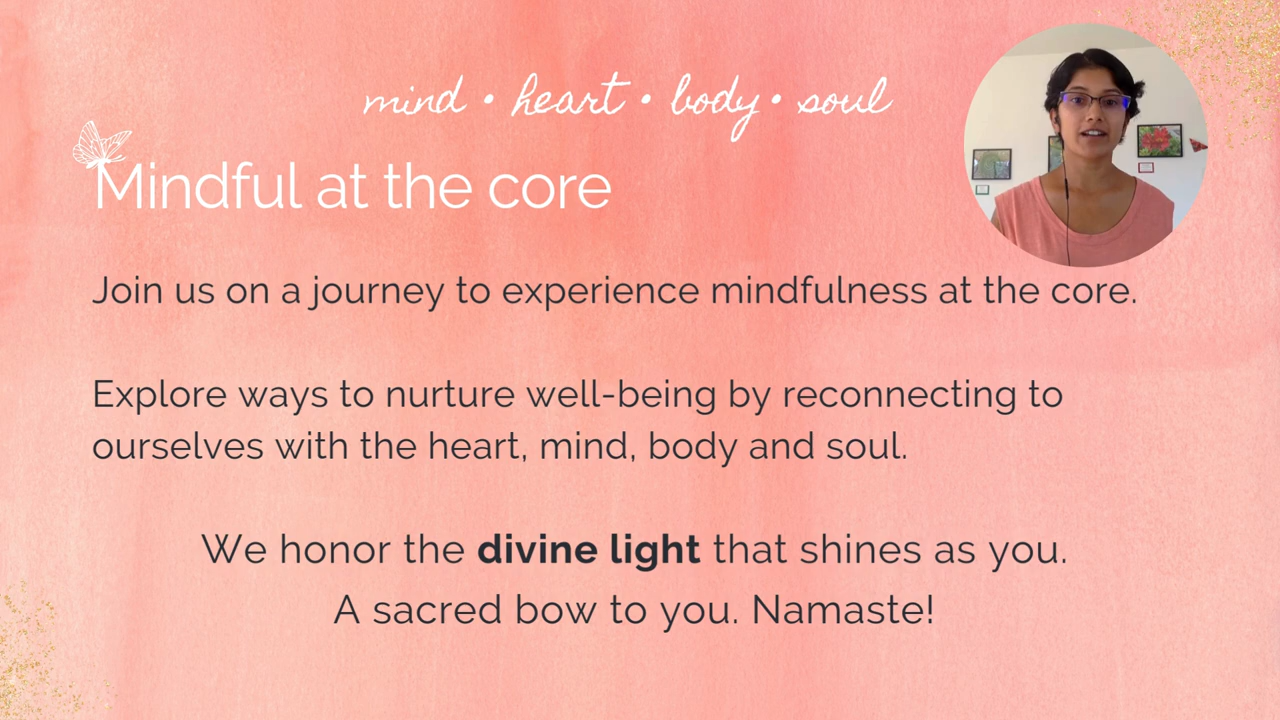 mind • heart • body • soul
Mindful at the core
Join us on a journey to experience mindfulness at the core.
Explore ways to nurture well-being by reconnecting to
ourselves with the heart, mind, body and soul.
We honor the divine light that shines as you.
A sacred bow to you. Namaste!